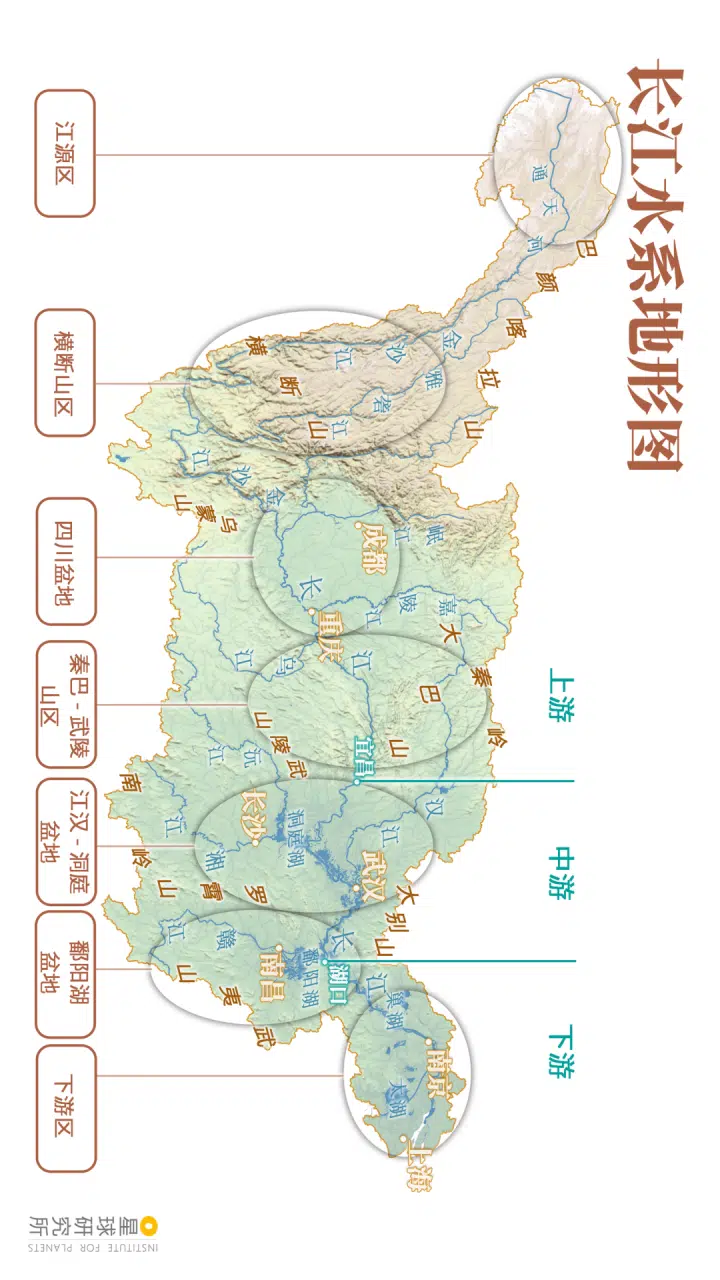 长江水系地形图
上游
中游
下游
巴颜喀拉山
通天河
金沙江
雅砻江
横断山
岷江
嘉陵江
大巴山
秦岭
成都
重庆
长江
金沙江
乌蒙山
乌江
武陵山
宜昌
汉江
沅江
洞庭湖
长沙
武汉
湘江
南岭
罗霄山
大别山
长江
湖口
鄱阳湖
南昌
赣江
武夷山
巢湖
南京
太湖
上海
江源区
横断山区
四川盆地
秦巴-武陵
山区
江汉-洞庭
盆地
鄱阳湖
盆地
下游区
星球研究所
INSTITUTE FOR PLANETS